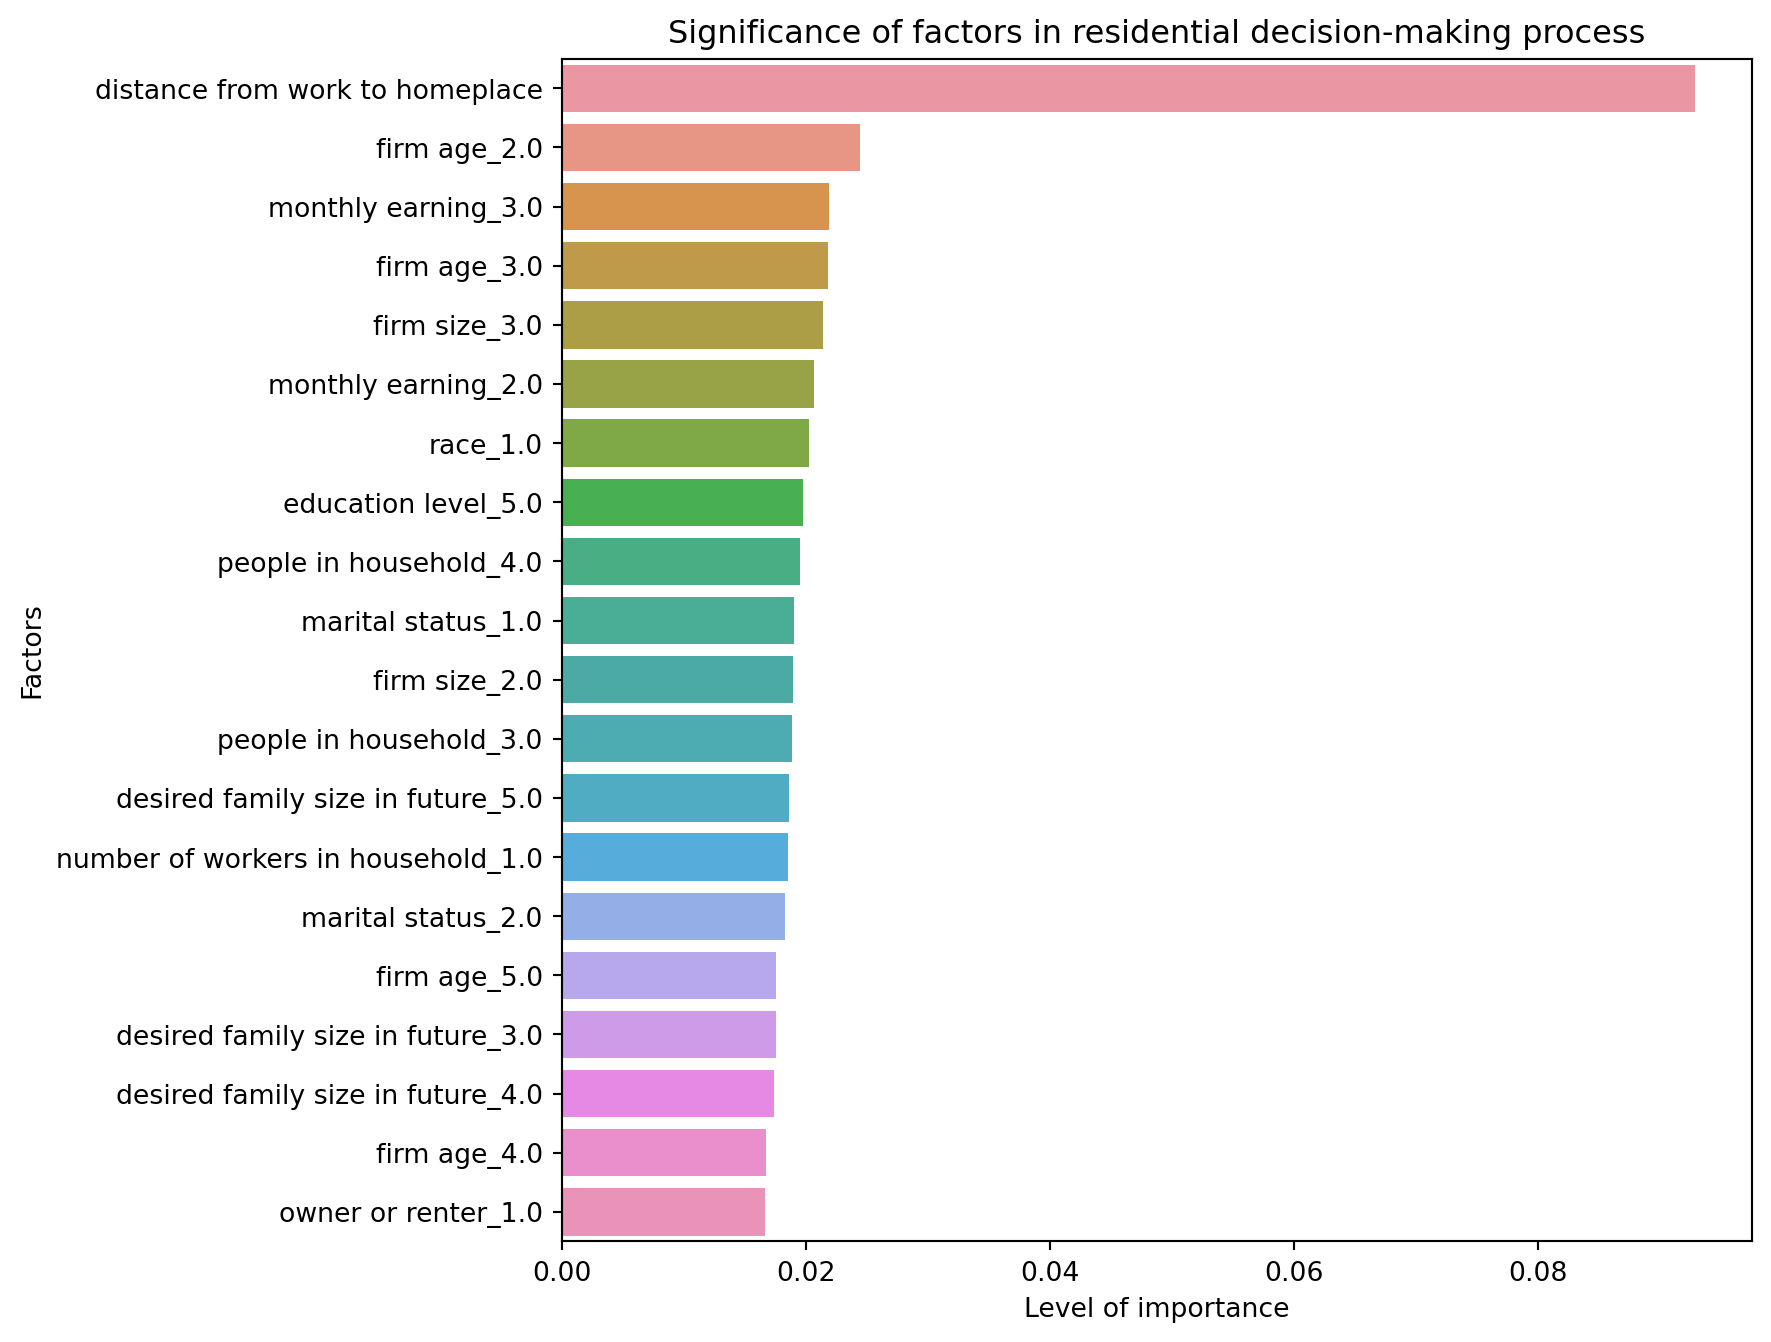 Significance of factors in residential decision-making process
distance from work to homeplace
firm age_2.0
monthly earning_3.0
firm age_3.0
firm size_3.0
monthly earning_2.0
race_1.0
education level_5.0
people in household_4.0
marital status_1.0
firm size_2.0
people in household_3.0
desired family size in future_5.0
number of workers in household_1.0
marital status_2.0
firm age_5.0
desired family size in future_3.0
desired family size in future_4.0
firm age_4.0
owner or renter_1.0
Factors
0.00 0.02 0.04 0.06 0.08
Level of importance